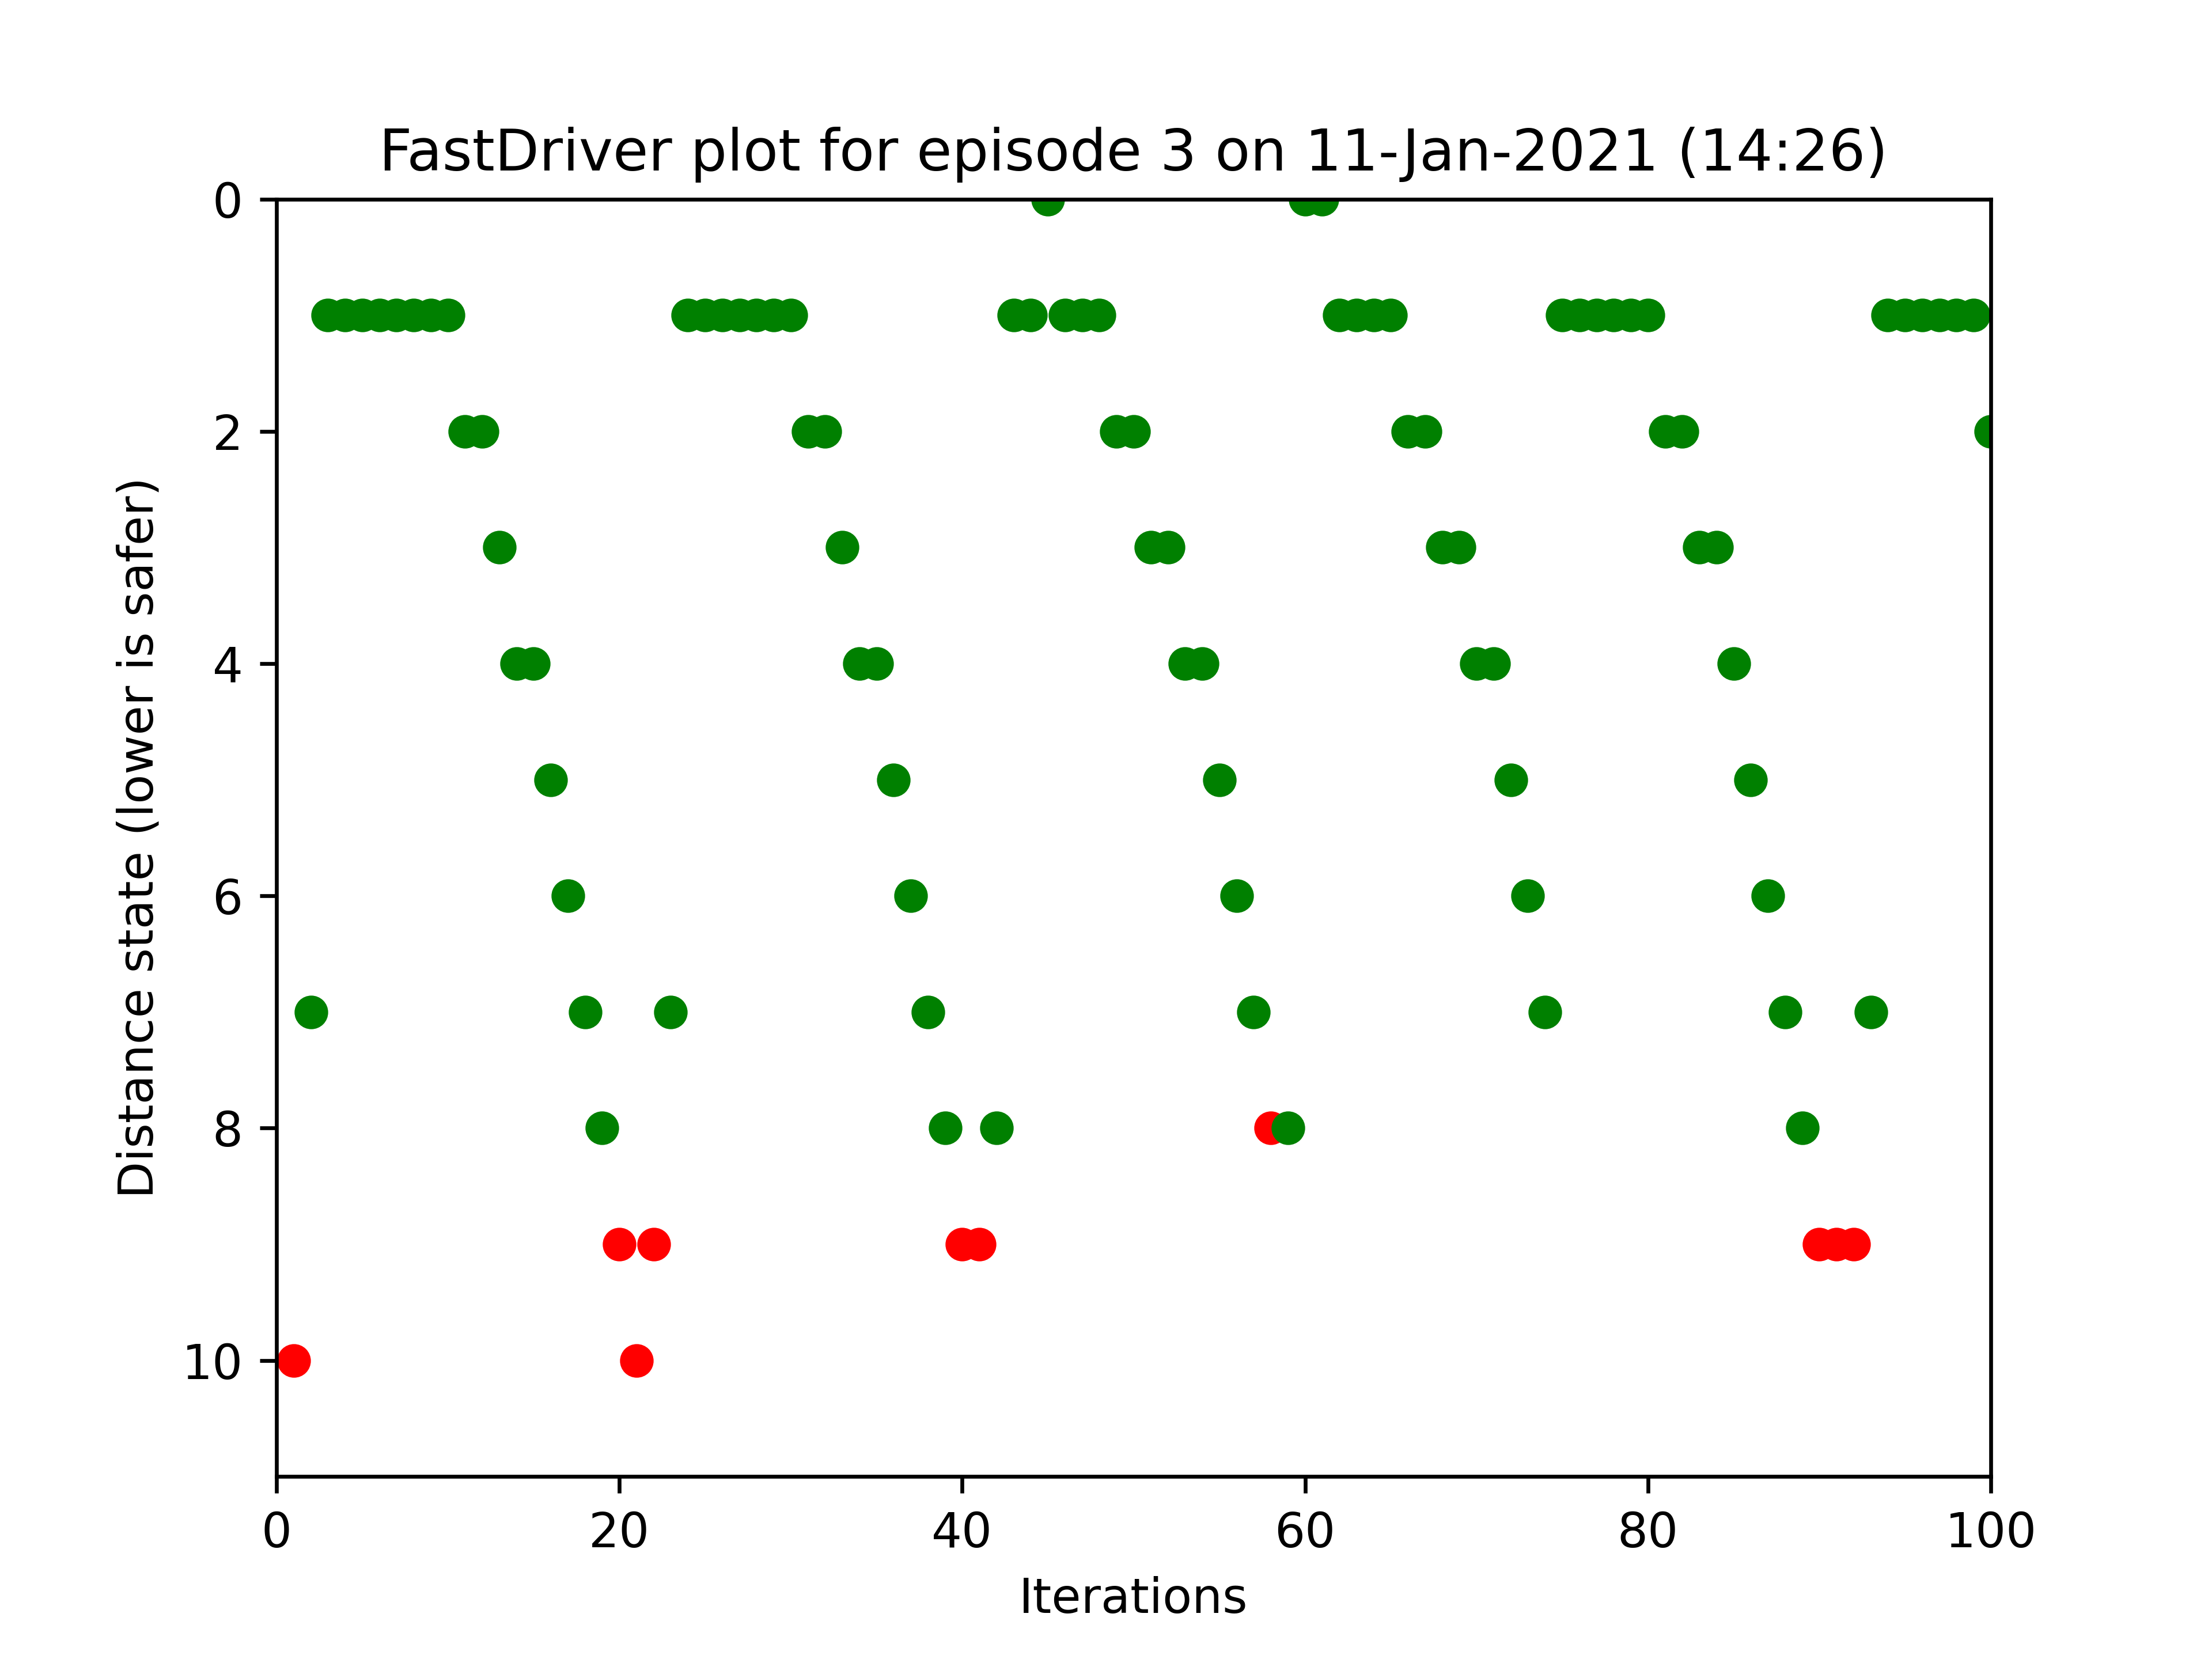 FastDriver plot for episode 3 on 11-Jan-2021 (14:26)
0
2
4
6
8
10
Distance state (lower is safer)
0 20 40 60 80 100
Iterations